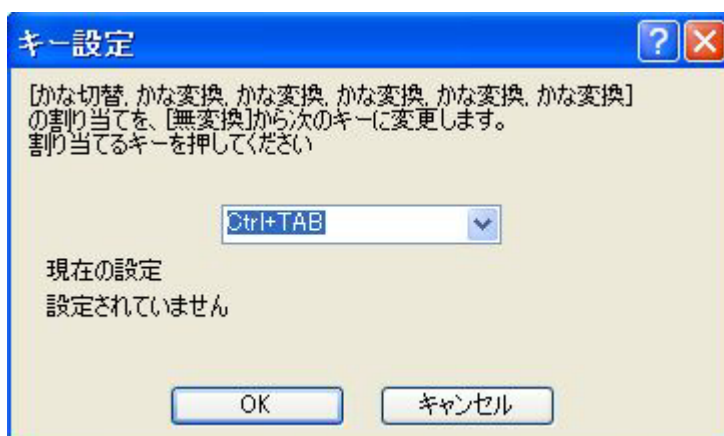 キー設定
[かな切替, かな変換, かな変換, かな変換, かな変換, かな変換]
の割り当てを、[無変換]から次のキーに変更します。
割り当てるキーを押してください
Ctrl+TAB
現在の設定
設定されていません
OK
キャンセル